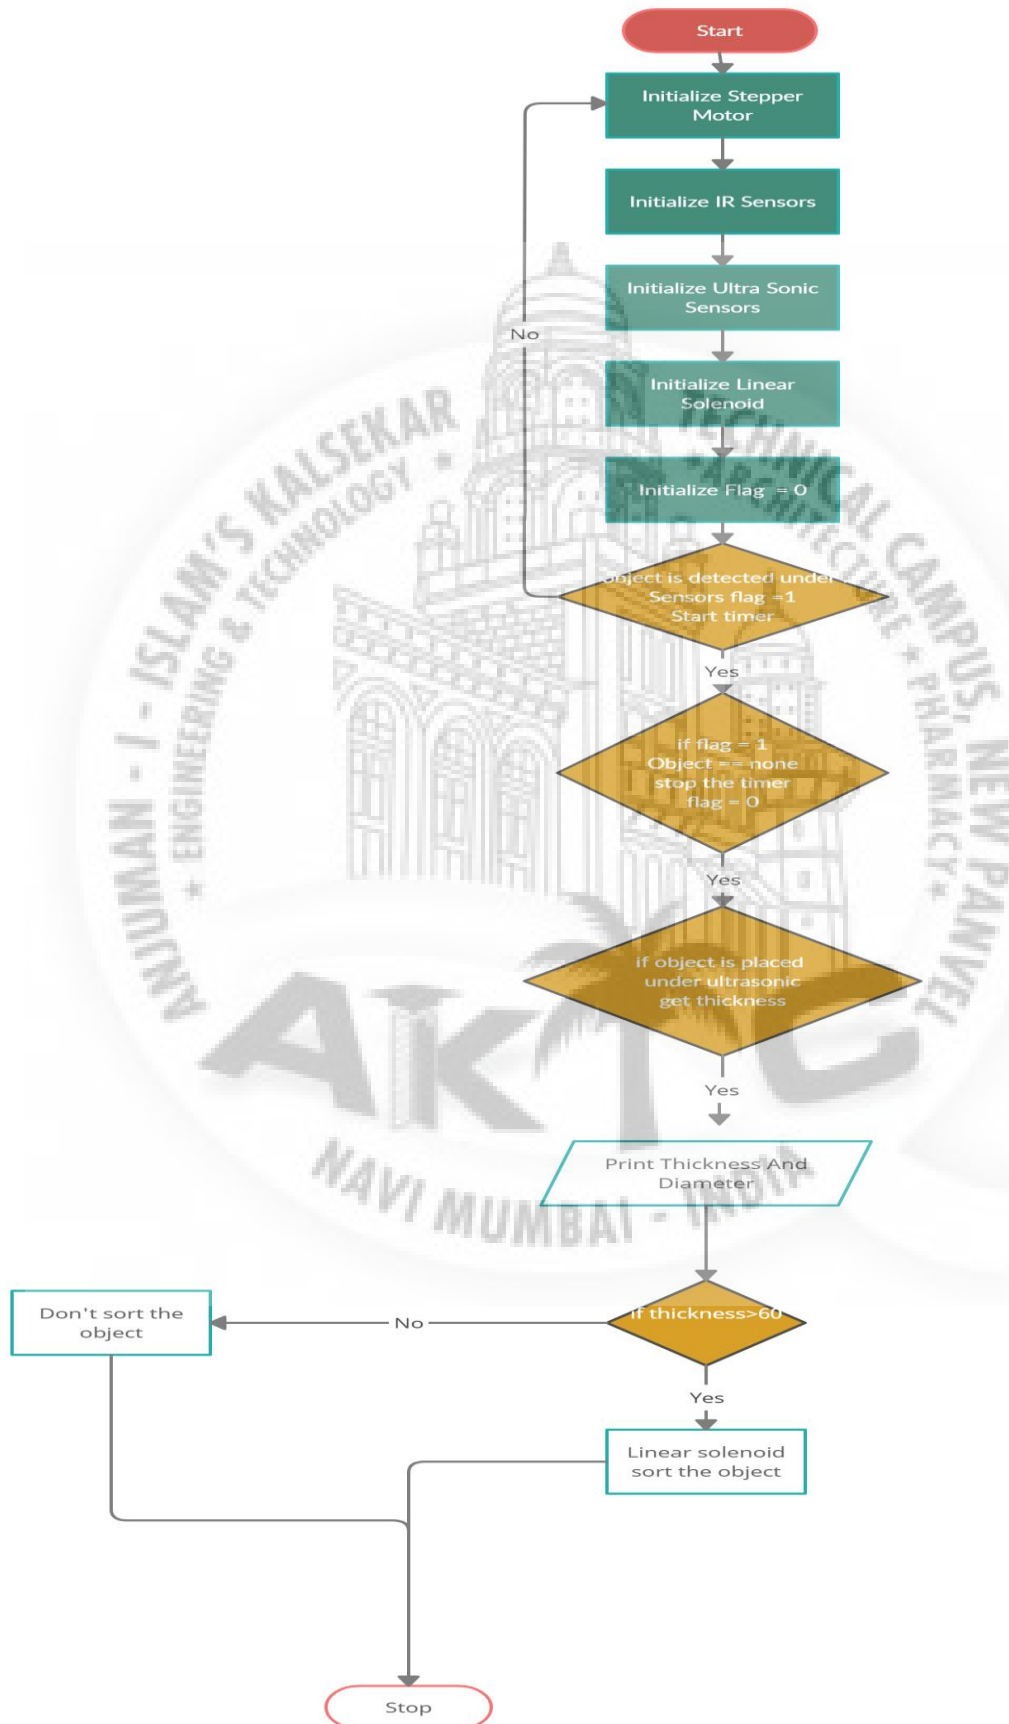 Start
Initialize Stepper
Motor
Initialize IR Sensors
Initialize Ultra Sonic
Sensors
No
Initialize Linear
Solenoid
Initialize Flag = 0
object is detected under
Sensors flag =1
Start timer
Yes
if flag = 1
Object == none
stop the timer
flag = 0
Yes
if object is placed
under ultrasonic
get thickness
Yes
Print Thickness And
Diameter
if thickness>60
No
Don't sort the
object
Yes
Linear solenoid
sort the object
Stop
ANJUMAN - I - ISLAM'S KALSEKAR TECHNICAL CAMPUS, NEW PANVEL
* ENGINEERING & TECHNOLOGY * ARCHITECTURE * PHARMACY *
AKTC
NAVI MUMBAI - INDIA